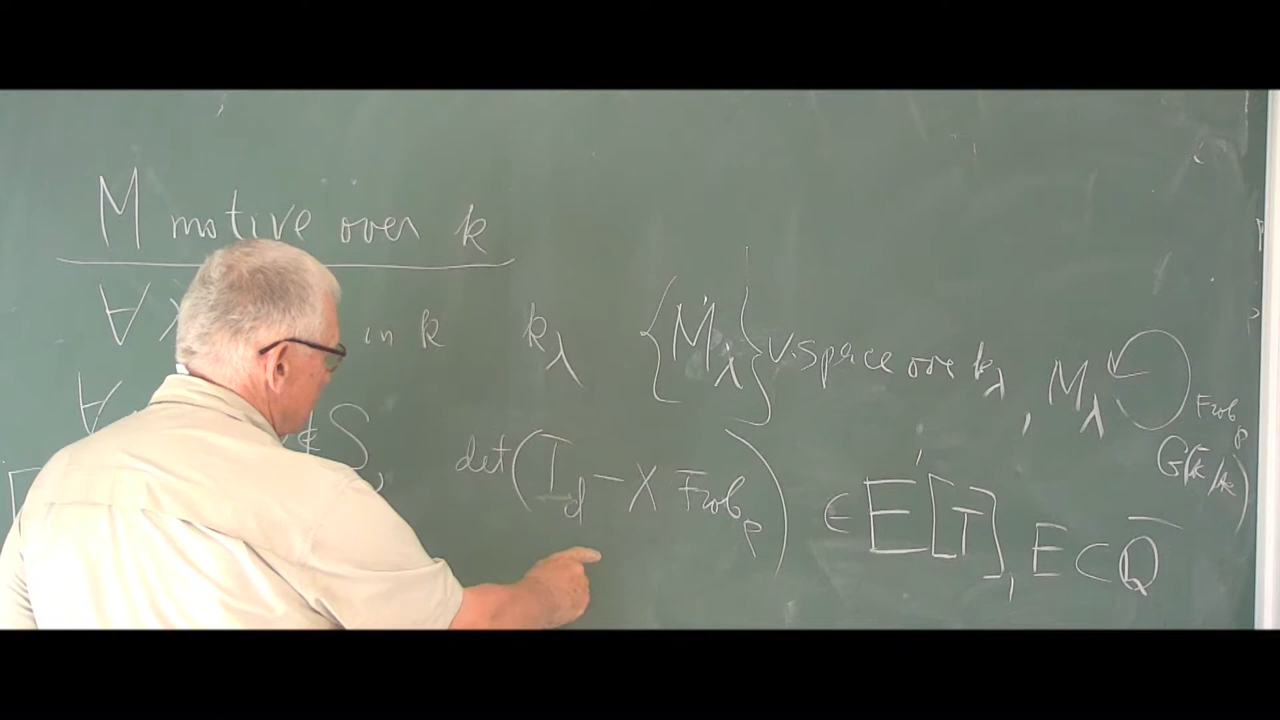 M motive over k
∀ in k k_λ {M_λ} v. space over k_λ, M_λ Frob_p
G(k̄/k)
∀ ∉ S, det(I_d − X Frob_p) ∈ E[T], E ⊂ Q̄